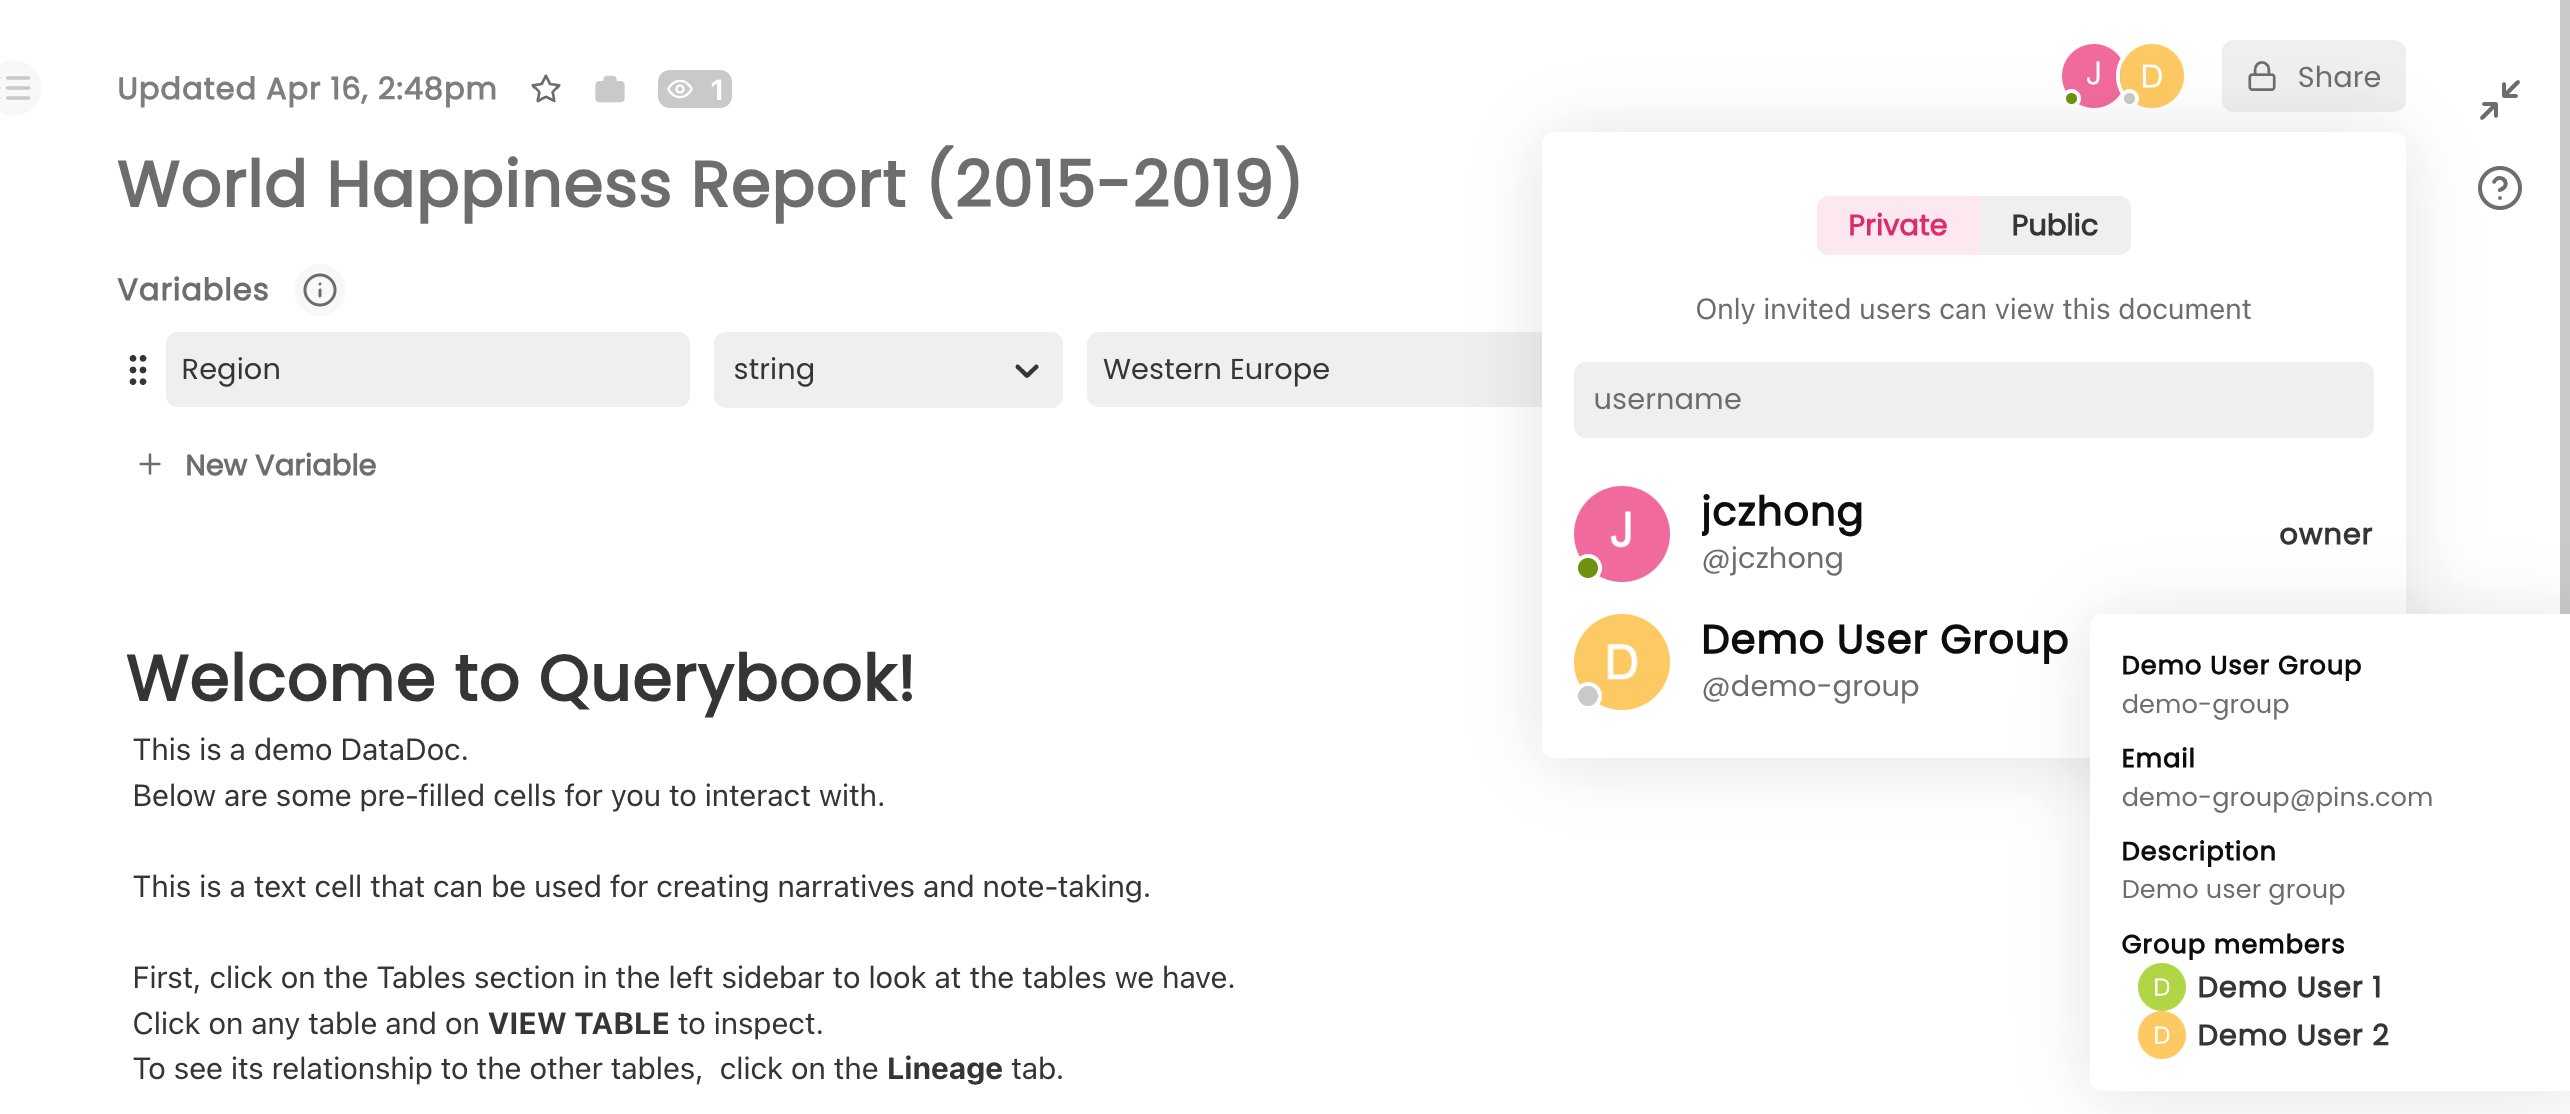 Updated Apr 16, 2:48pm
1
J
D
Share
World Happiness Report (2015-2019)
Variables
Region
string
Western Europe
New Variable
Private
Public
Only invited users can view this document
username
J
jczhong
@jczhong
owner
D
Demo User Group
@demo-group
Demo User Group
demo-group
Email
demo-group@pins.com
Description
Demo user group
Group members
D Demo User 1
D Demo User 2
Welcome to Querybook!
This is a demo DataDoc.
Below are some pre-filled cells for you to interact with.
This is a text cell that can be used for creating narratives and note-taking.
First, click on the Tables section in the left sidebar to look at the tables we have.
Click on any table and on VIEW TABLE to inspect.
To see its relationship to the other tables,  click on the Lineage tab.